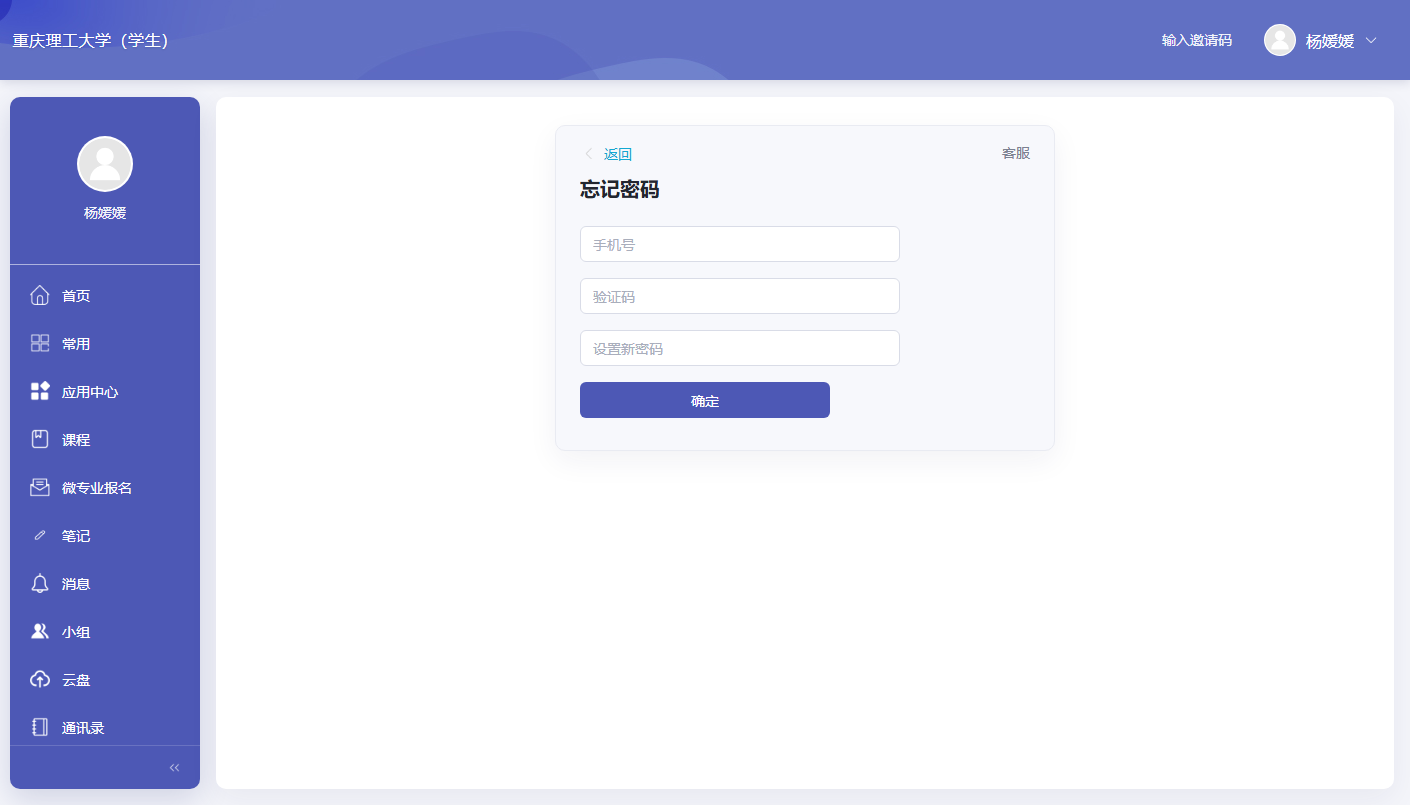 重庆理工大学（学生）
输入邀请码
杨媛媛
杨媛媛
首页
常用
应用中心
课程
微专业报名
笔记
消息
小组
云盘
通讯录
返回
客服
忘记密码
手机号
验证码
设置新密码
确定